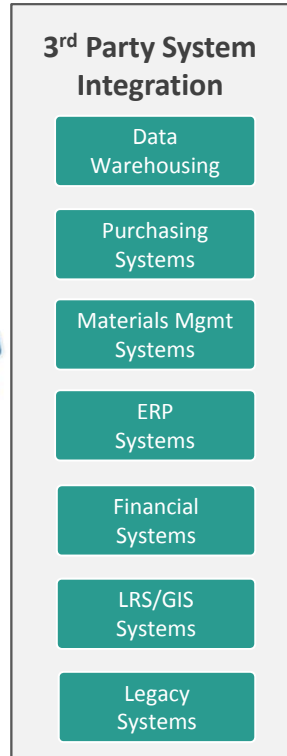 3rd Party System
Integration
Data
Warehousing
Purchasing
Systems
Materials Mgmt
Systems
ERP
Systems
Financial
Systems
LRS/GIS
Systems
Legacy
Systems